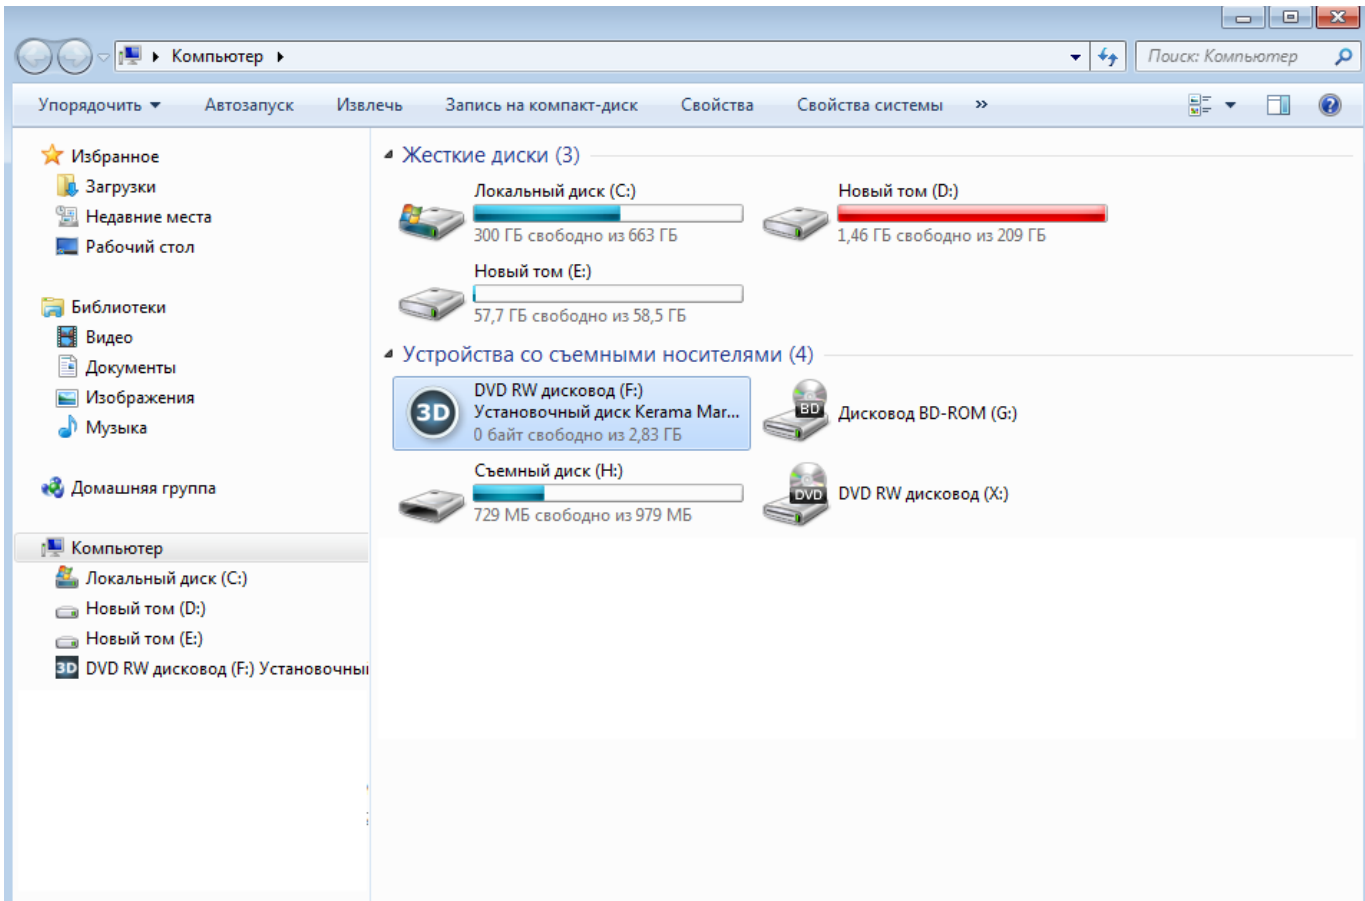 Компьютер
Поиск: Компьютер
Упорядочить Автозапуск Извлечь Запись на компакт-диск Свойства Свойства системы »
Избранное
Загрузки
Недавние места
Рабочий стол
Библиотеки
Видео
Документы
Изображения
Музыка
Домашняя группа
Компьютер
Локальный диск (C:)
Новый том (D:)
Новый том (E:)
3D DVD RW дисковод (F:) Установочны
Жесткие диски (3)
Локальный диск (C:)
300 ГБ свободно из 663 ГБ
Новый том (D:)
1,46 ГБ свободно из 209 ГБ
Новый том (E:)
57,7 ГБ свободно из 58,5 ГБ
Устройства со съемными носителями (4)
3D
DVD RW дисковод (F:)
Установочный диск Kerama Mar...
0 байт свободно из 2,83 ГБ
BD
Дисковод BD-ROM (G:)
Съемный диск (H:)
729 МБ свободно из 979 МБ
DVD
DVD RW дисковод (X:)